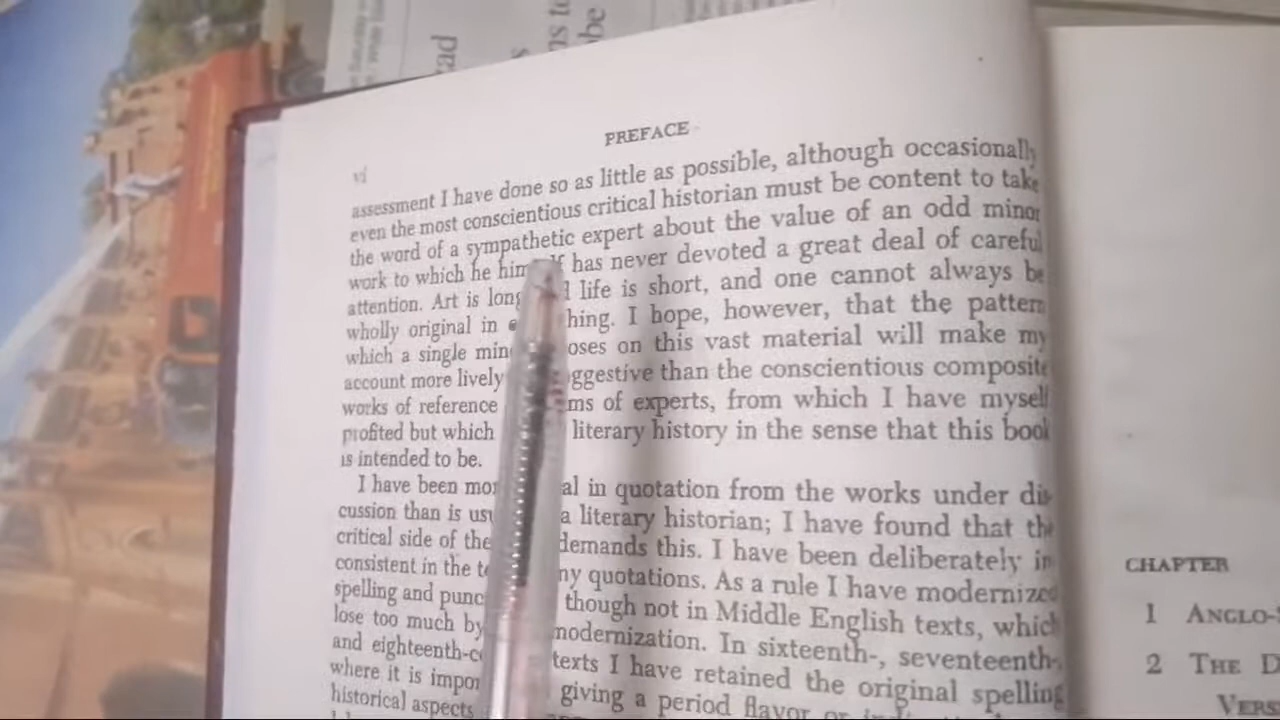 ad
be
PREFACE
vi
assessment I have done so as little as possible, although occasionally
even the most conscientious critical historian must be content to take
the word of a sympathetic expert about the value of an odd minor
work to which he has never devoted a great deal of careful
attention. Art is life is short, and one cannot always be
wholly original in I hope, however, that the pattern
which a single on this vast material will make my
account more lively than the conscientious composite
works of reference of experts, from which I have myself
profited but which literary history in the sense that this book
is intended to be.
I have been in quotation from the works under dis-
cussion than is a literary historian; I have found that the
critical side of the demands this. I have been deliberately in-
consistent in the quotations. As a rule I have modernized
spelling and though not in Middle English texts, which
lose too much by modernization. In sixteenth-, seventeenth-,
and texts I have retained the original spelling
where it is giving a period flavor or
historical aspects
CHAPTER
1 ANGLO-
2 THE